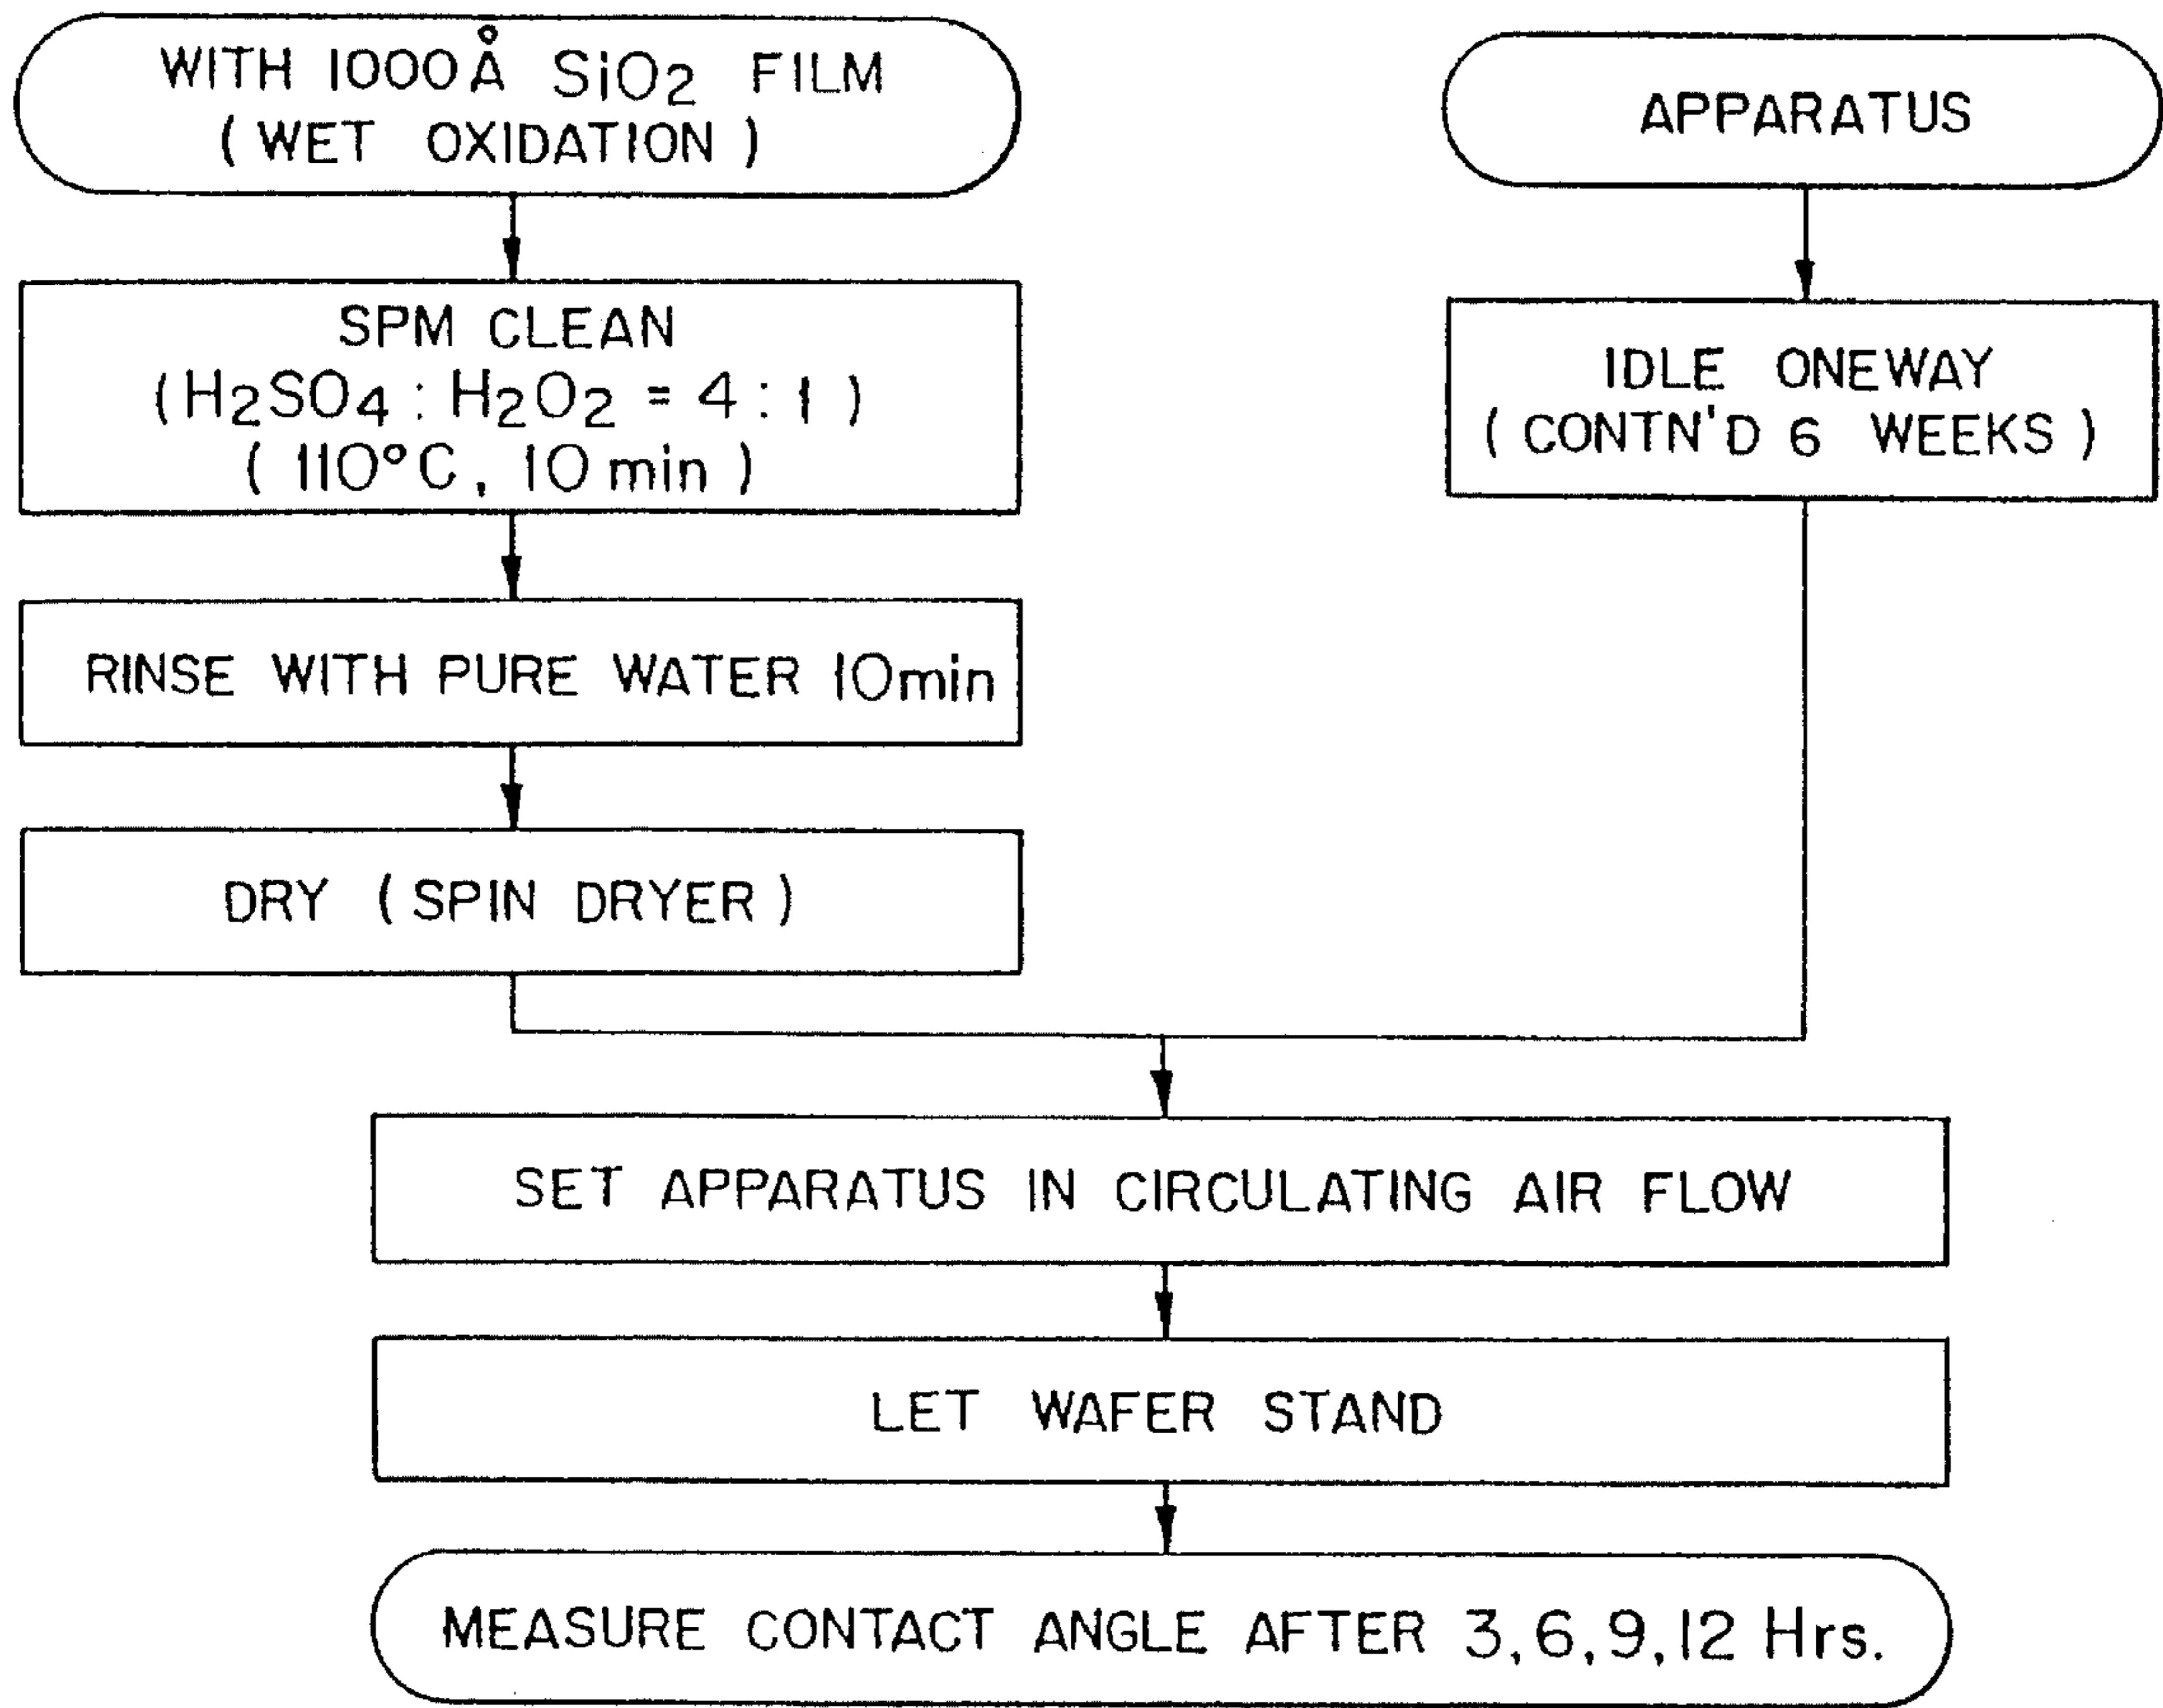 WITH 1000Å SiO2 FILM
(WET OXIDATION)
SPM CLEAN
(H2SO4 : H2O2 = 4 : 1)
(110°C, 10 min)
RINSE WITH PURE WATER 10min
DRY (SPIN DRYER)
APPARATUS
IDLE ONEWAY
(CONTN'D 6 WEEKS)
SET APPARATUS IN CIRCULATING AIR FLOW
LET WAFER STAND
MEASURE CONTACT ANGLE AFTER 3, 6, 9, 12 Hrs.